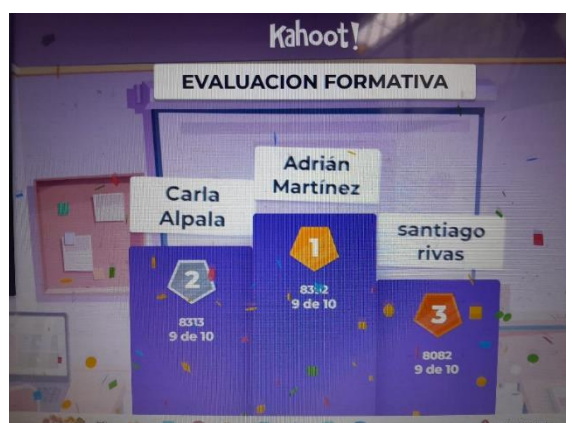 Kahoot!
EVALUACION FORMATIVA
Adrián
Martínez
Carla
Alpala
santiago
rivas
1
9 de 10
2
8313
9 de 10
3
8082
9 de 10